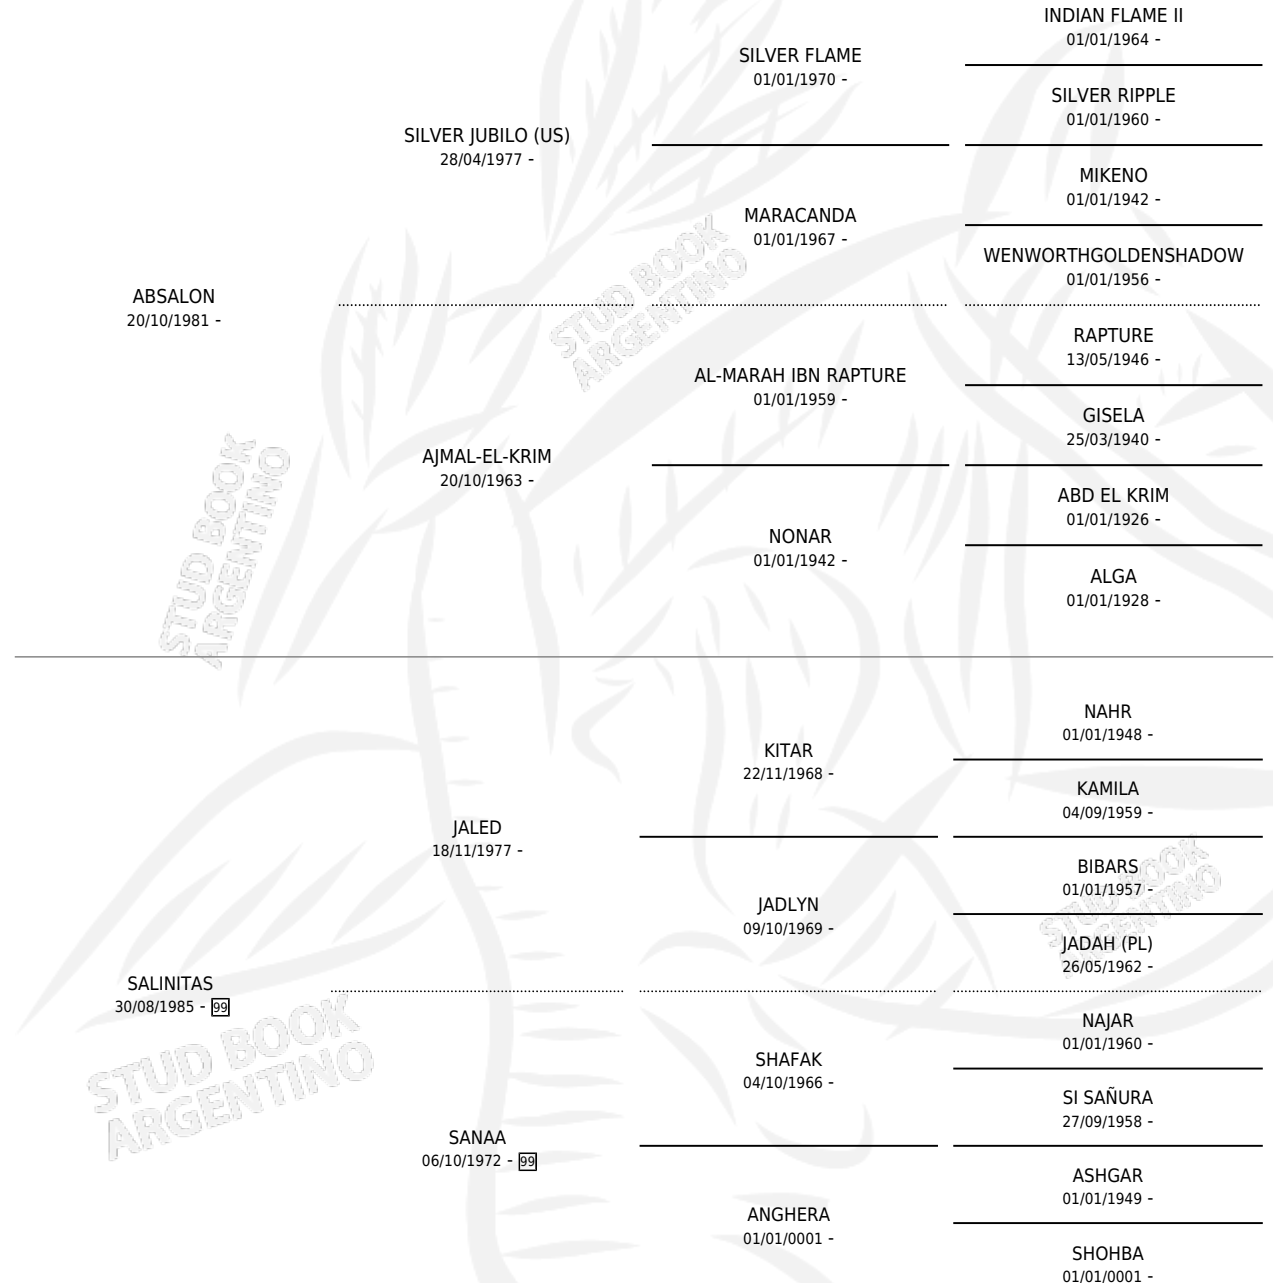 INDIAN FLAME II
01/01/1964 -
SILVER FLAME
01/01/1970 -
SILVER RIPPLE
01/01/1960 -
SILVER JUBILO (US)
28/04/1977 -
MIKENO
01/01/1942 -
MARACANDA
01/01/1967 -
WENWORTHGOLDENSHADOW
01/01/1956 -
ABSALON
20/10/1981 -
RAPTURE
13/05/1946 -
AL-MARAH IBN RAPTURE
01/01/1959 -
GISELA
25/03/1940 -
AJMAL-EL-KRIM
20/10/1963 -
ABD EL KRIM
01/01/1926 -
NONAR
01/01/1942 -
ALGA
01/01/1928 -
NAHR
01/01/1948 -
KITAR
22/11/1968 -
KAMILA
04/09/1959 -
JALED
18/11/1977 -
BIBARS
01/01/1957 -
JADLYN
09/10/1969 -
JADAH (PL)
26/05/1962 -
SALINITAS
30/08/1985 - 99
NAJAR
01/01/1960 -
SHAFAK
04/10/1966 -
SI SAÑURA
27/09/1958 -
SANAA
06/10/1972 - 99
ASHGAR
01/01/1949 -
ANGHERA
01/01/0001 -
SHOHBA
01/01/0001 -
STUD BOOK
ARGENTINO
STUD BOOK
ARGENTINO
STUD BOOK
ARGENTINO
STUD BOOK
ARGENTINO